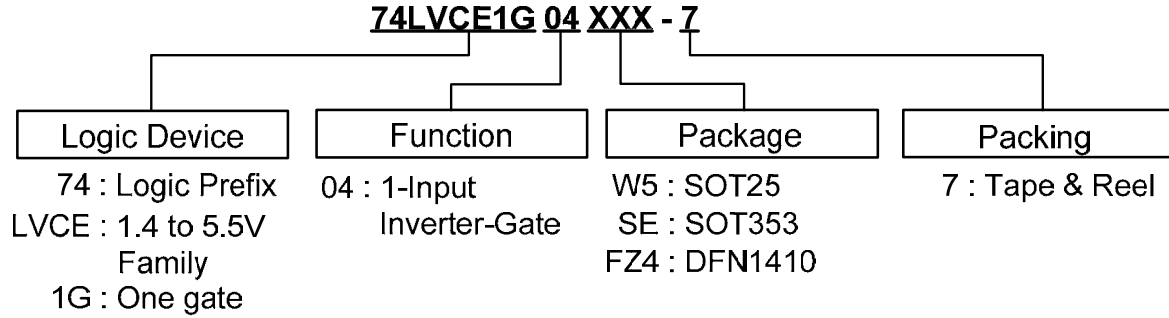 74LVCE1G 04 XXX - 7
Logic Device
74 : Logic Prefix
LVCE : 1.4 to 5.5V
Family
1G : One gate
Function
04 : 1-Input
Inverter-Gate
Package
W5 : SOT25
SE : SOT353
FZ4 : DFN1410
Packing
7 : Tape & Reel